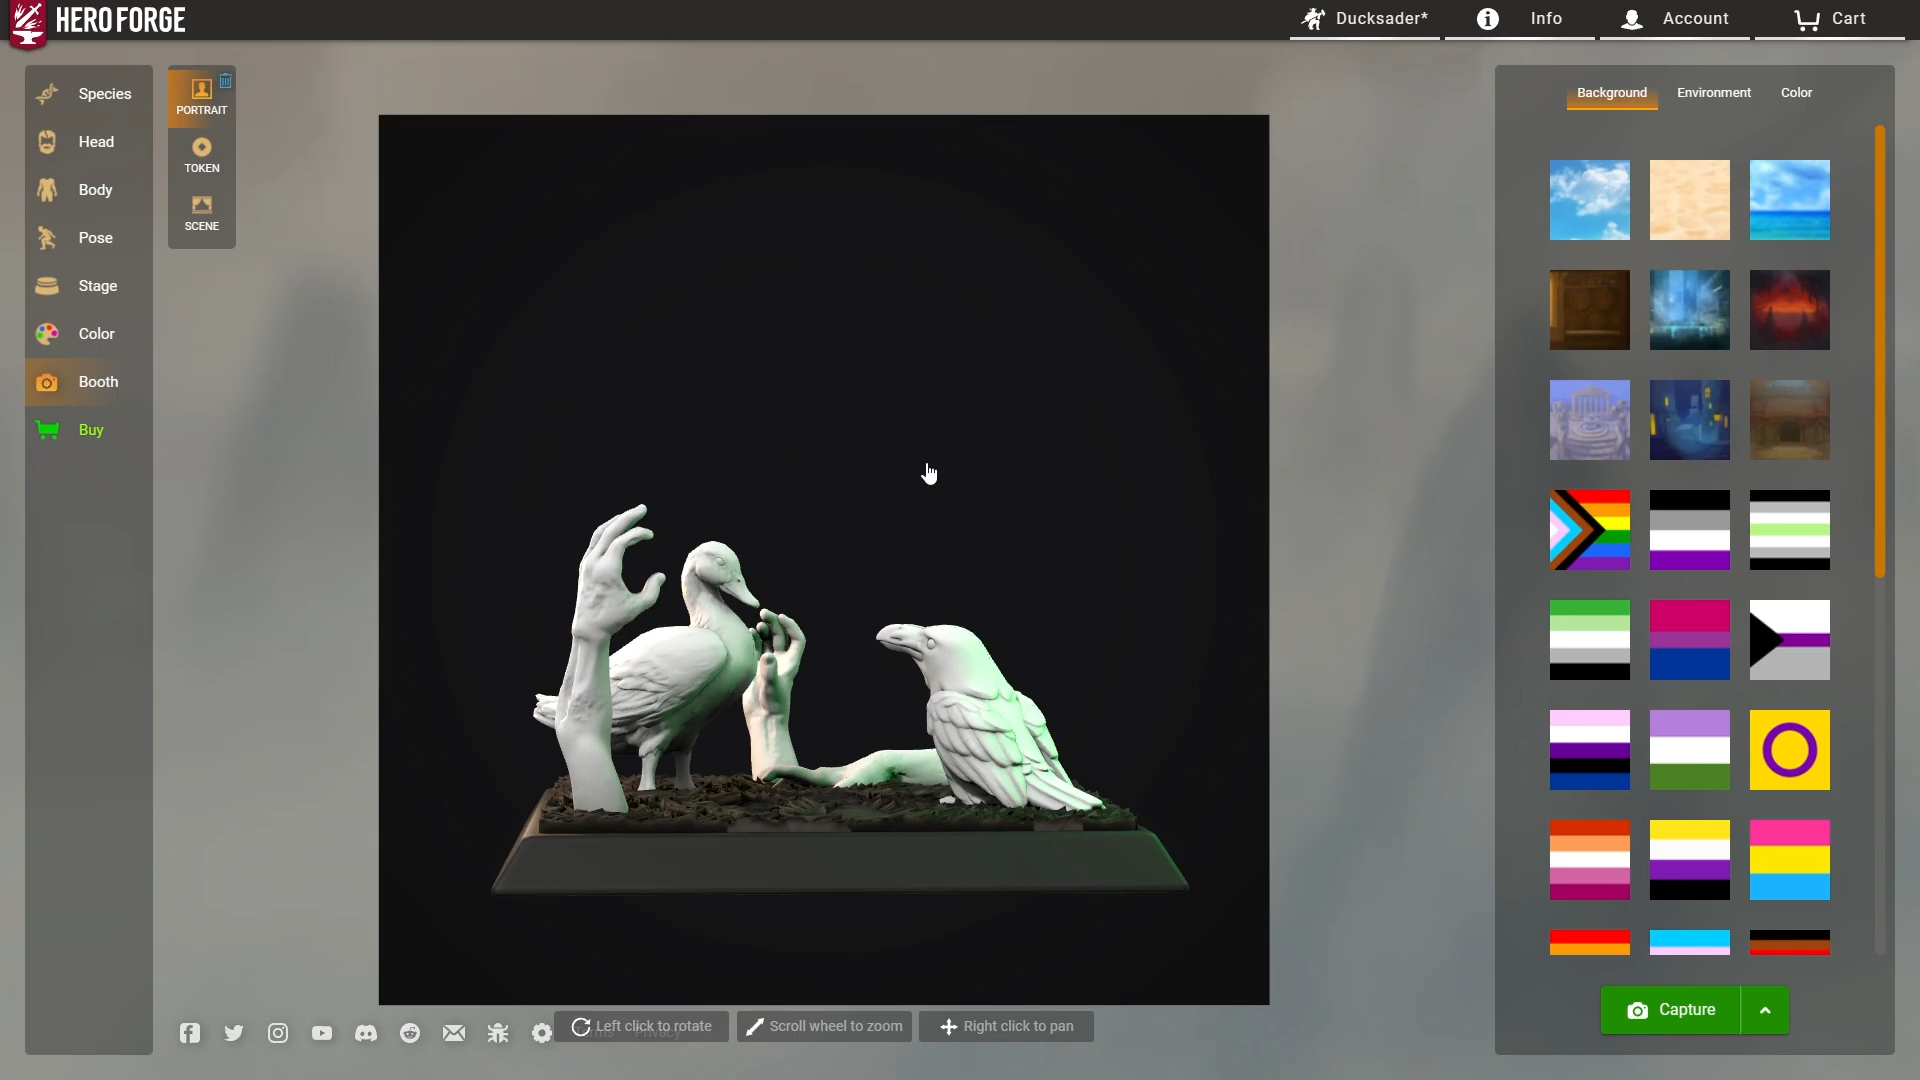 HERO FORGE
Ducksader*
Info
Account
Cart
Species
Head
Body
Pose
Stage
Color
Booth
Buy
PORTRAIT
TOKEN
SCENE
Background
Environment
Color
Left click to rotate
Scroll wheel to zoom
Right click to pan
Privacy
Capture